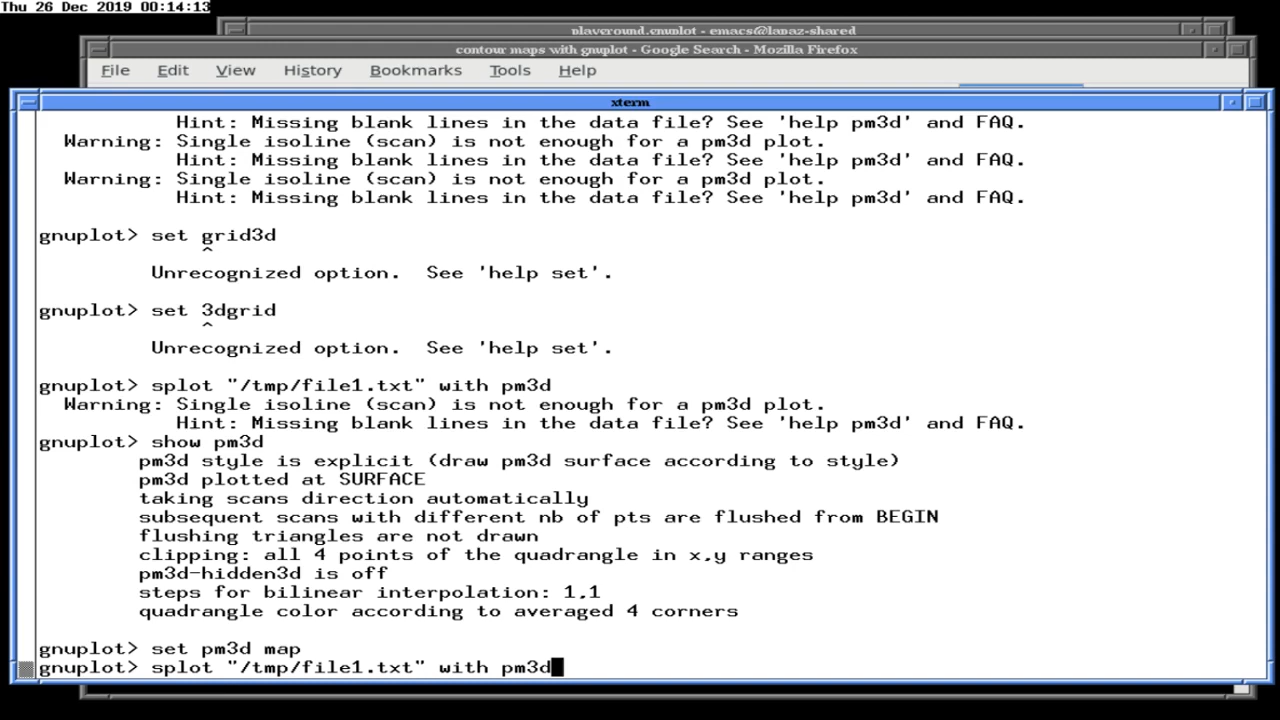 Thu 26 Dec 2019 00:14:13
playground.gnuplot - emacs@lapaz-shared
contour maps with gnuplot - Google Search - Mozilla Firefox
File Edit View History Bookmarks Tools Help
xterm
Hint: Missing blank lines in the data file? See 'help pm3d' and FAQ.
Warning: Single isoline (scan) is not enough for a pm3d plot.
Hint: Missing blank lines in the data file? See 'help pm3d' and FAQ.
Warning: Single isoline (scan) is not enough for a pm3d plot.
Hint: Missing blank lines in the data file? See 'help pm3d' and FAQ.
gnuplot> set grid3d
^
Unrecognized option.  See 'help set'.
gnuplot> set 3dgrid
^
Unrecognized option.  See 'help set'.
gnuplot> splot "/tmp/file1.txt" with pm3d
Warning: Single isoline (scan) is not enough for a pm3d plot.
Hint: Missing blank lines in the data file? See 'help pm3d' and FAQ.
gnuplot> show pm3d
pm3d style is explicit (draw pm3d surface according to style)
pm3d plotted at SURFACE
taking scans direction automatically
subsequent scans with different nb of pts are flushed from BEGIN
flushing triangles are not drawn
clipping: all 4 points of the quadrangle in x,y ranges
pm3d-hidden3d is off
steps for bilinear interpolation: 1,1
quadrangle color according to averaged 4 corners
gnuplot> set pm3d map
gnuplot> splot "/tmp/file1.txt" with pm3d